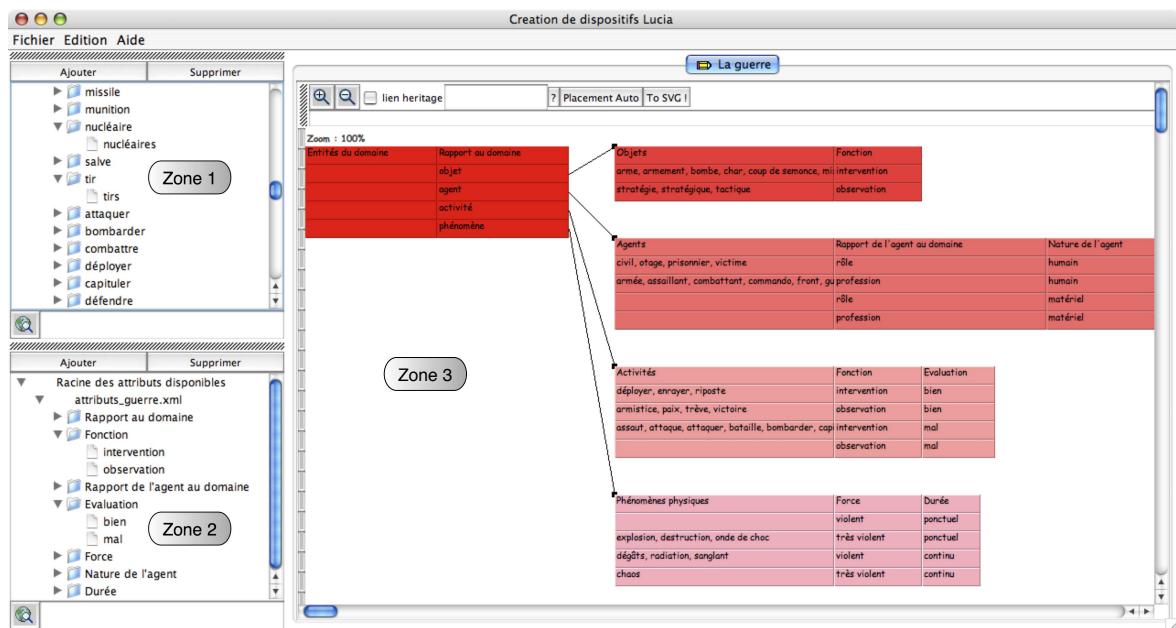 Creation de dispositifs Lucia
Fichier Edition Aide
Ajouter Supprimer
missile
munition
nucléaire
nucléaires
salve
tir
tirs
attaquer
bombarder
combattre
déployer
capituler
défendre
Zone 1
Ajouter Supprimer
Racine des attributs disponibles
attributs_guerre.xml
Rapport au domaine
Fonction
intervention
observation
Rapport de l'agent au domaine
Evaluation
bien
mal
Force
Nature de l'agent
Durée
Zone 2
La guerre
lien heritage ? Placement Auto To SVG !
Zoom : 100%
Entités du domaine Rapport au domaine
objet
agent
activité
phénomène
Zone 3
Objets Fonction
arme, armement, bombe, char, coup de semonce, mi intervention
stratégie, stratégique, tactique observation
Agents Rapport de l'agent au domaine Nature de l'agent
civil, otage, prisonnier, victime rôle humain
armée, assaillant, combattant, commando, front, gu profession humain
rôle matériel
profession matériel
Activités Fonction Evaluation
déployer, enrayer, riposte intervention bien
armistice, paix, trève, victoire observation bien
assaut, attaque, attaquer, bataille, bombarder, capi intervention mal
observation mal
Phénomènes physiques Force Durée
violent ponctuel
explosion, destruction, onde de choc très violent ponctuel
dégâts, radiation, sanglant violent continu
chaos très violent continu